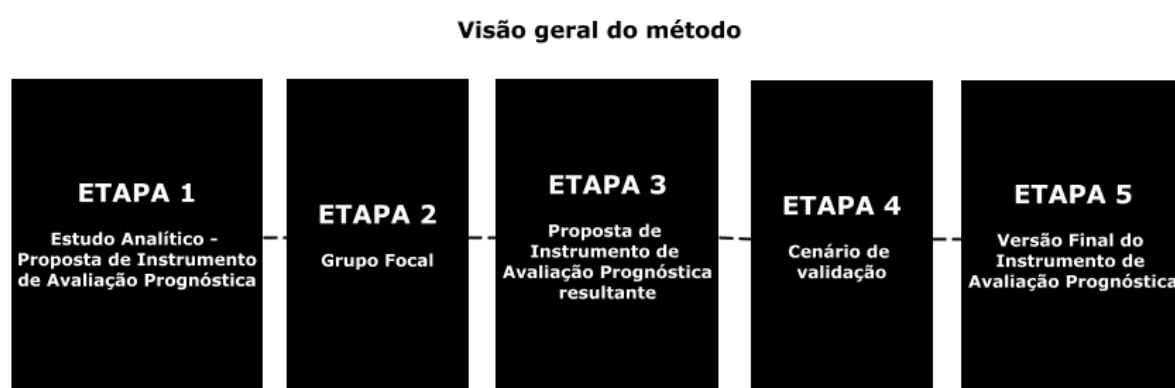 Visão geral do método
ETAPA 1
Estudo Analítico -
Proposta de Instrumento
de Avaliação Prognóstica
ETAPA 2
Grupo Focal
ETAPA 3
Proposta de
Instrumento de
Avaliação Prognóstica
resultante
ETAPA 4
Cenário de
validação
ETAPA 5
Versão Final do
Instrumento de
Avaliação Prognóstica